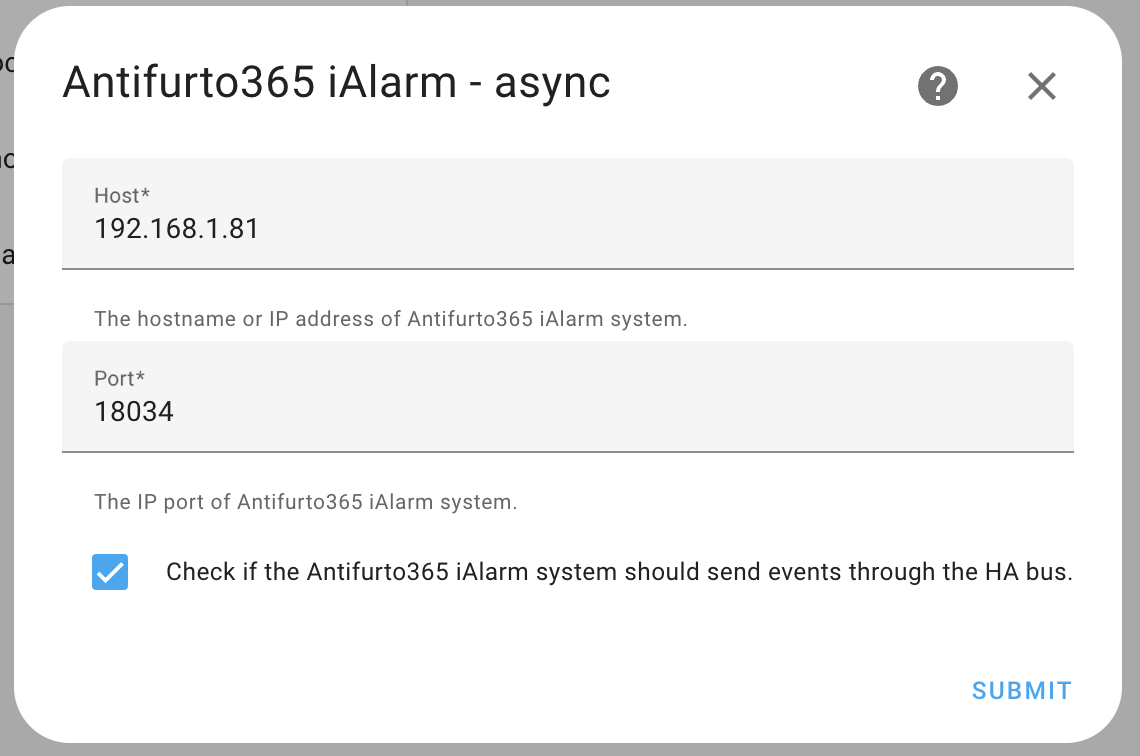 Antifurto365 iAlarm - async
Host*
192.168.1.81
The hostname or IP address of Antifurto365 iAlarm system.
Port*
18034
The IP port of Antifurto365 iAlarm system.
Check if the Antifurto365 iAlarm system should send events through the HA bus.
SUBMIT